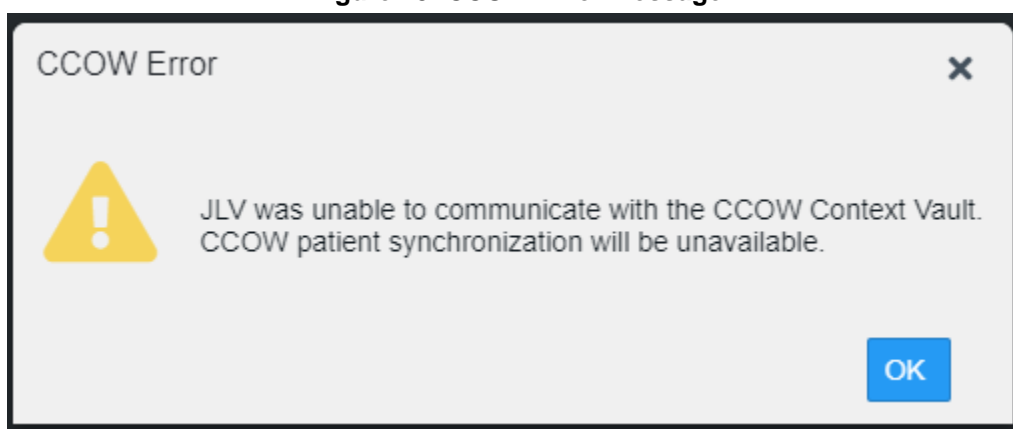 CCOW Error
JLV was unable to communicate with the CCOW Context Vault.
CCOW patient synchronization will be unavailable.
OK